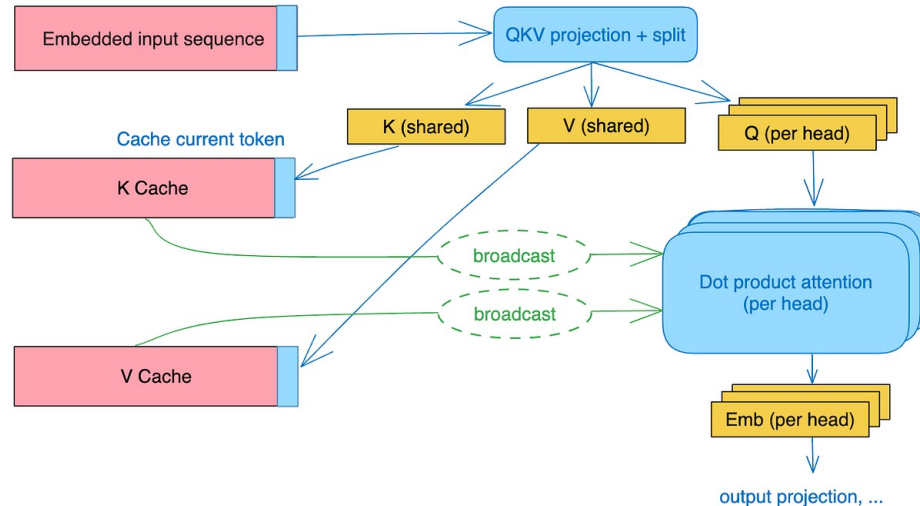 Embedded input sequence
QKV projection + split
K (shared)
V (shared)
Q (per head)
Cache current token
K Cache
broadcast
Dot product attention
(per head)
broadcast
V Cache
Emb (per head)
output projection, ...